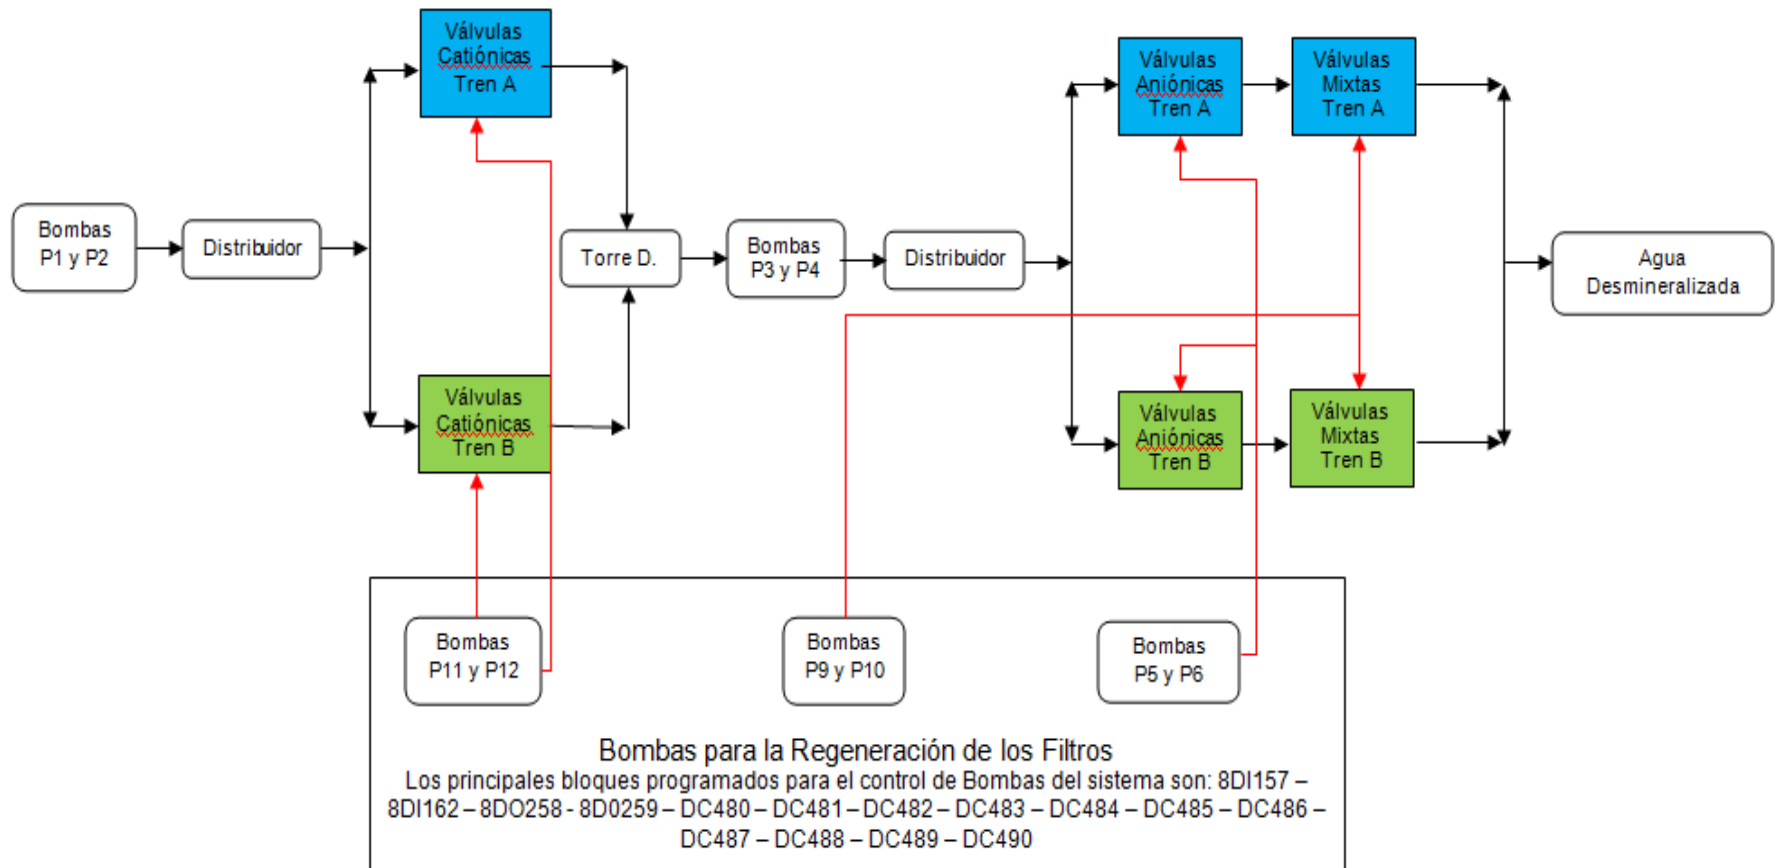 Válvulas
Catiónicas
Tren A
Válvulas
Aniónicas
Tren A
Válvulas
Mixtas
Tren A
Bombas
P1 y P2
Distribuidor
Torre D.
Bombas
P3 y P4
Distribuidor
Agua
Desmineralizada
Válvulas
Catiónicas
Tren B
Válvulas
Aniónicas
Tren B
Válvulas
Mixtas
Tren B
Bombas
P11 y P12
Bombas
P9 y P10
Bombas
P5 y P6
Bombas para la Regeneración de los Filtros
Los principales bloques programados para el control de Bombas del sistema son: 8DI157 –
8DI162 – 8DO258 - 8D0259 – DC480 – DC481 – DC482 – DC483 – DC484 – DC485 – DC486 –
DC487 – DC488 – DC489 – DC490